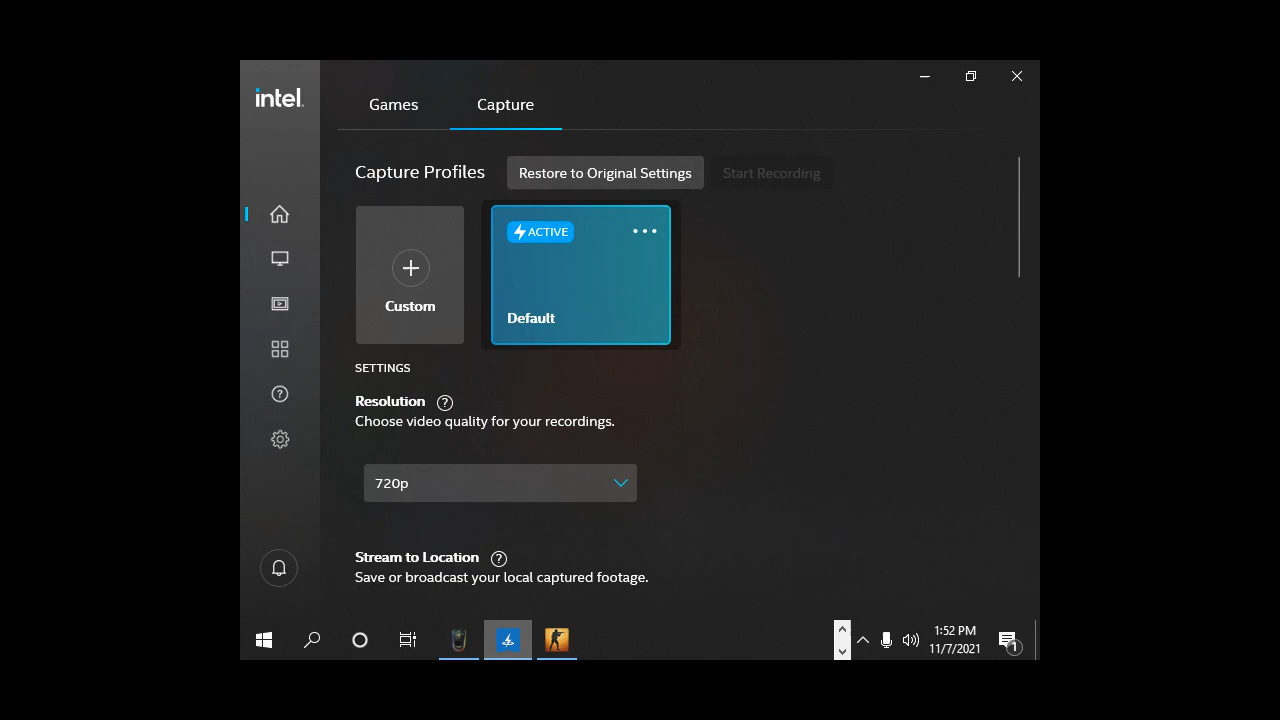 intel.
Games
Capture
Capture Profiles
Restore to Original Settings
Start Recording
ACTIVE
Custom
Default
SETTINGS
Resolution
Choose video quality for your recordings.
720p
Stream to Location
Save or broadcast your local captured footage.
1:52 PM
11/7/2021
1